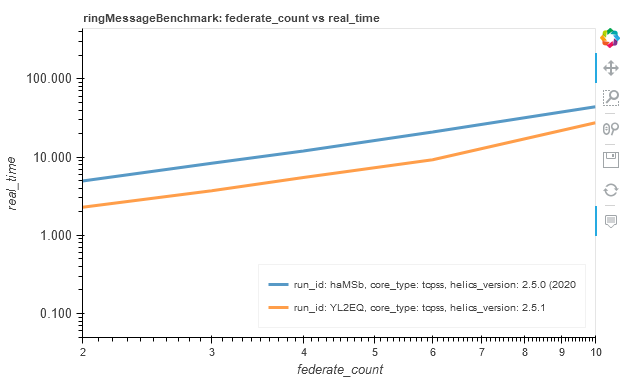 ringMessageBenchmark: federate_count vs real_time
100.000
10.000
1.000
0.100
real_time
run_id: haMSb, core_type: tcpss, helics_version: 2.5.0 (2020
run_id: YL2EQ, core_type: tcpss, helics_version: 2.5.1
2
3
4
5
6
7
8
9
10
federate_count